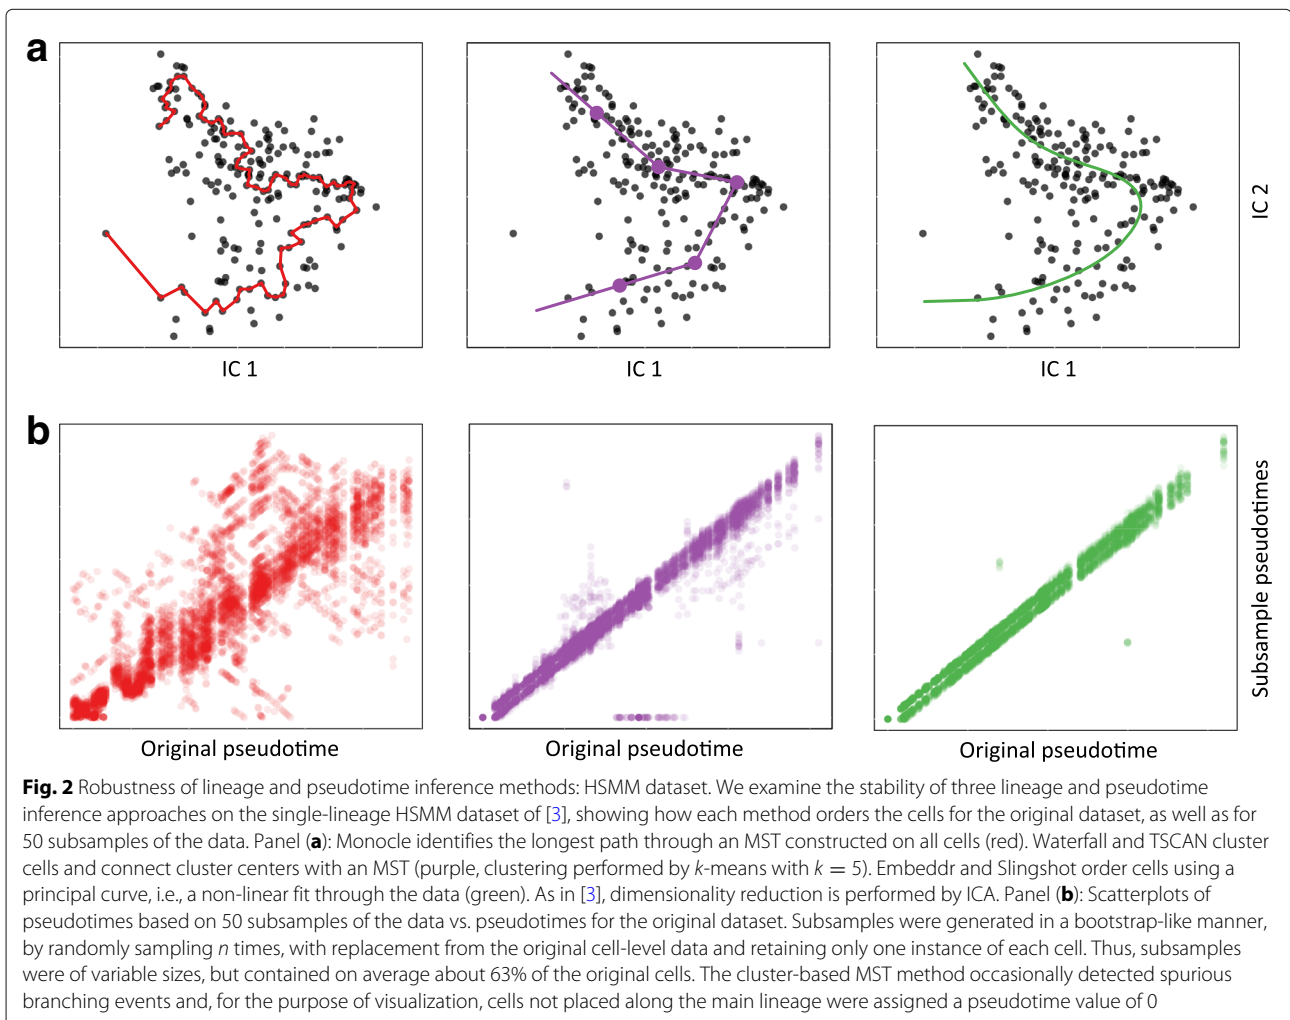 a
IC 2
IC 1
IC 1
IC 1
b
Subsample pseudotimes
Original pseudotime
Original pseudotime
Original pseudotime
Fig. 2 Robustness of lineage and pseudotime inference methods: HSMM dataset. We examine the stability of three lineage and pseudotime
inference approaches on the single-lineage HSMM dataset of [3], showing how each method orders the cells for the original dataset, as well as for
50 subsamples of the data. Panel (a): Monocle identifies the longest path through an MST constructed on all cells (red). Waterfall and TSCAN cluster
cells and connect cluster centers with an MST (purple, clustering performed by k-means with k = 5). Embeddr and Slingshot order cells using a
principal curve, i.e., a non-linear fit through the data (green). As in [3], dimensionality reduction is performed by ICA. Panel (b): Scatterplots of
pseudotimes based on 50 subsamples of the data vs. pseudotimes for the original dataset. Subsamples were generated in a bootstrap-like manner,
by randomly sampling n times, with replacement from the original cell-level data and retaining only one instance of each cell. Thus, subsamples
were of variable sizes, but contained on average about 63% of the original cells. The cluster-based MST method occasionally detected spurious
branching events and, for the purpose of visualization, cells not placed along the main lineage were assigned a pseudotime value of 0